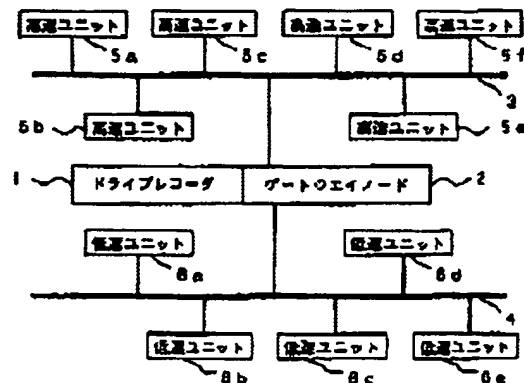 高速ユニット 高速ユニット 高速ユニット 高速ユニット
5a 5c 5d 5f
3
5b 高速ユニット 高速ユニット 5e
1 ドライブレコーダ ゲートウエイノード 2
低速ユニット 低速ユニット
6a 6d
4
低速ユニット 低速ユニット 低速ユニット
6b 6c 6e